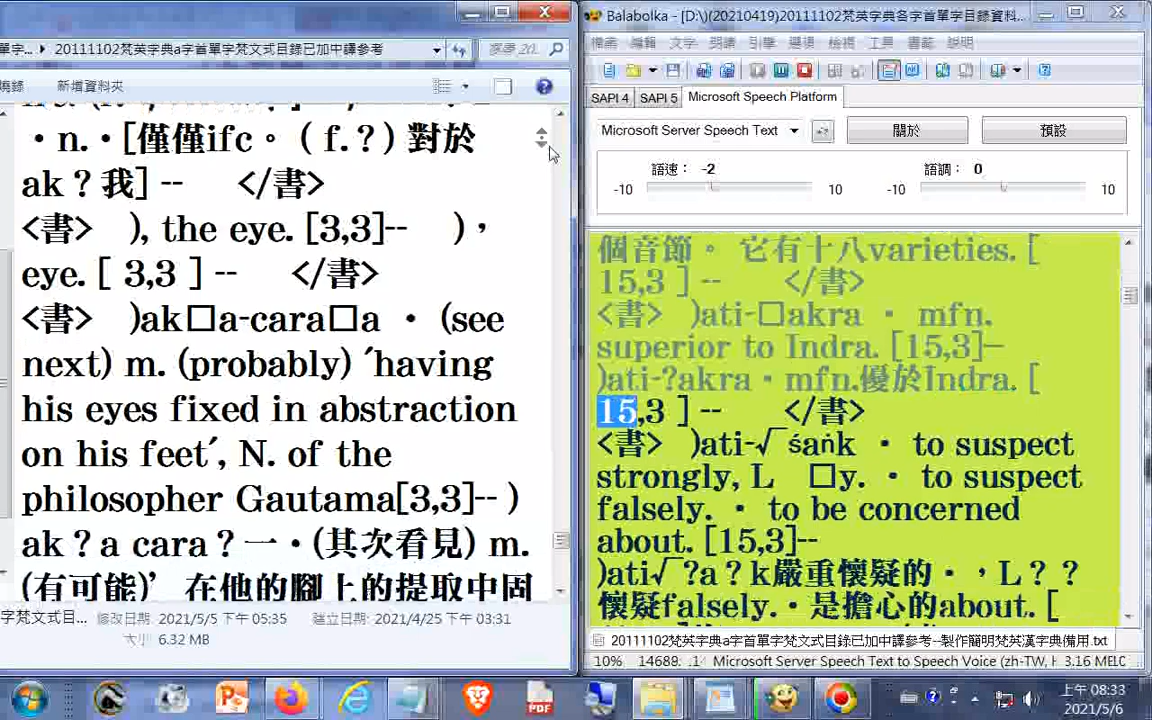 單字... ▸ 20111102梵英字典a字首單字梵文式目錄已加中譯參考
搜尋 20...
燒錄 新增資料夾
‧n.‧[僅僅ifc。（f.？）對於
ak？我] -- </書>
<書> ), the eye. [3,3]-- )，
eye. [ 3,3 ] -- </書>
<書> )ak□a-cara□a ‧ (see
next) m. (probably) 'having
his eyes fixed in abstraction
on his feet', N. of the
philosopher Gautama[3,3]-- )
ak？a cara？一‧(其次看見) m.
(有可能)’在他的腳上的提取中固
字梵文式目... 修改日期: 2021/5/5 下午 05:35 建立日期: 2021/4/25 下午 03:31
大小: 6.32 MB
Balabolka - [D:\)(20210419)20111102梵英字典各字首單字目錄資料...
檔案 編輯 文字 朗讀 引擎 選項 檢視 工具 書籤 說明
SAPI 4 SAPI 5 Microsoft Speech Platform
Microsoft Server Speech Text 關於 預設
語速： -2 語調： 0
-10 10 -10 10
個音節。 它有十八varieties. [
15,3 ] -- </書>
<書> )ati-□akra ‧ mfn.
superior to Indra. [15,3]--
)ati-?akra‧mfn.優於Indra. [
15,3 ] -- </書>
<書> )ati-√śaṅk ‧ to suspect
strongly, L □y. ‧ to suspect
falsely. ‧ to be concerned
about. [15,3]--
)ati√?a？k嚴重懷疑的‧，L？？
懷疑falsely.‧是擔心的about. [
20111102梵英字典a字首單字梵文式目錄已加中譯參考--製作簡明梵英漢字典備用.txt
10% 14688. Microsoft Server Speech Text to Speech Voice (zh-TW, H 3.16 MELC
上午 08:33
2021/5/6